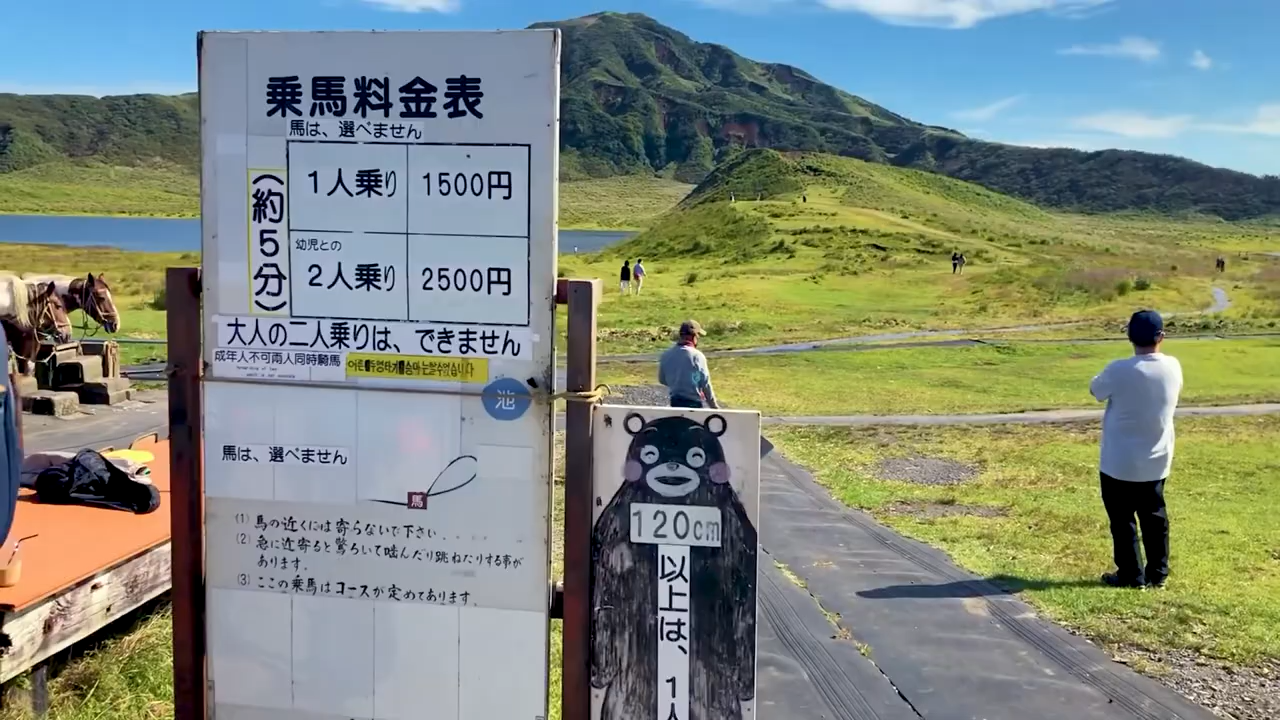 乗馬料金表
馬は、選べません
(約5分)
1人乗り 1500円
幼児との
2人乗り 2500円
大人の二人乗りは、できません
成年人不可兩人同時騎馬
池
馬は、選べません
馬
(1) 馬の近くには寄らないで下さい.
(2) 急に近寄ると驚ろいて噛んだり跳ねたりする事が
あります.
(3) ここの乗馬はコースが定めてあります.
120cm
以上は、1人